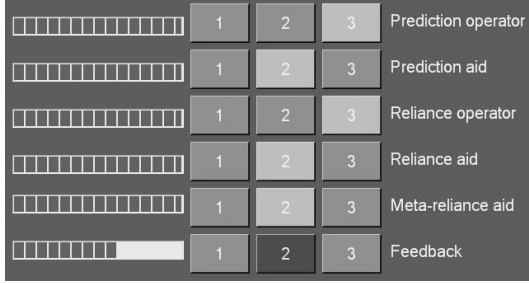 1 2 3 Prediction operator
1 2 3 Prediction aid
1 2 3 Reliance operator
1 2 3 Reliance aid
1 2 3 Meta-reliance aid
1 2 3 Feedback